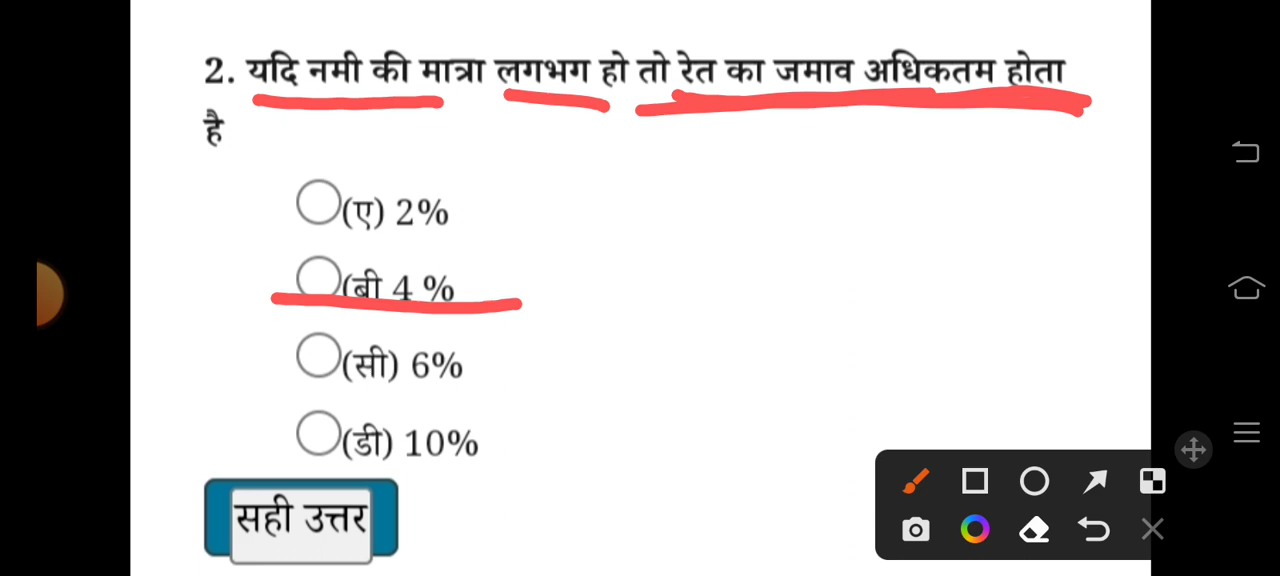 2. यदि नमी की मात्रा लगभग हो तो रेत का जमाव अधिकतम होता
है
(ए) 2%
(बी 4 %
(सी) 6%
(डी) 10%
सही उत्तर